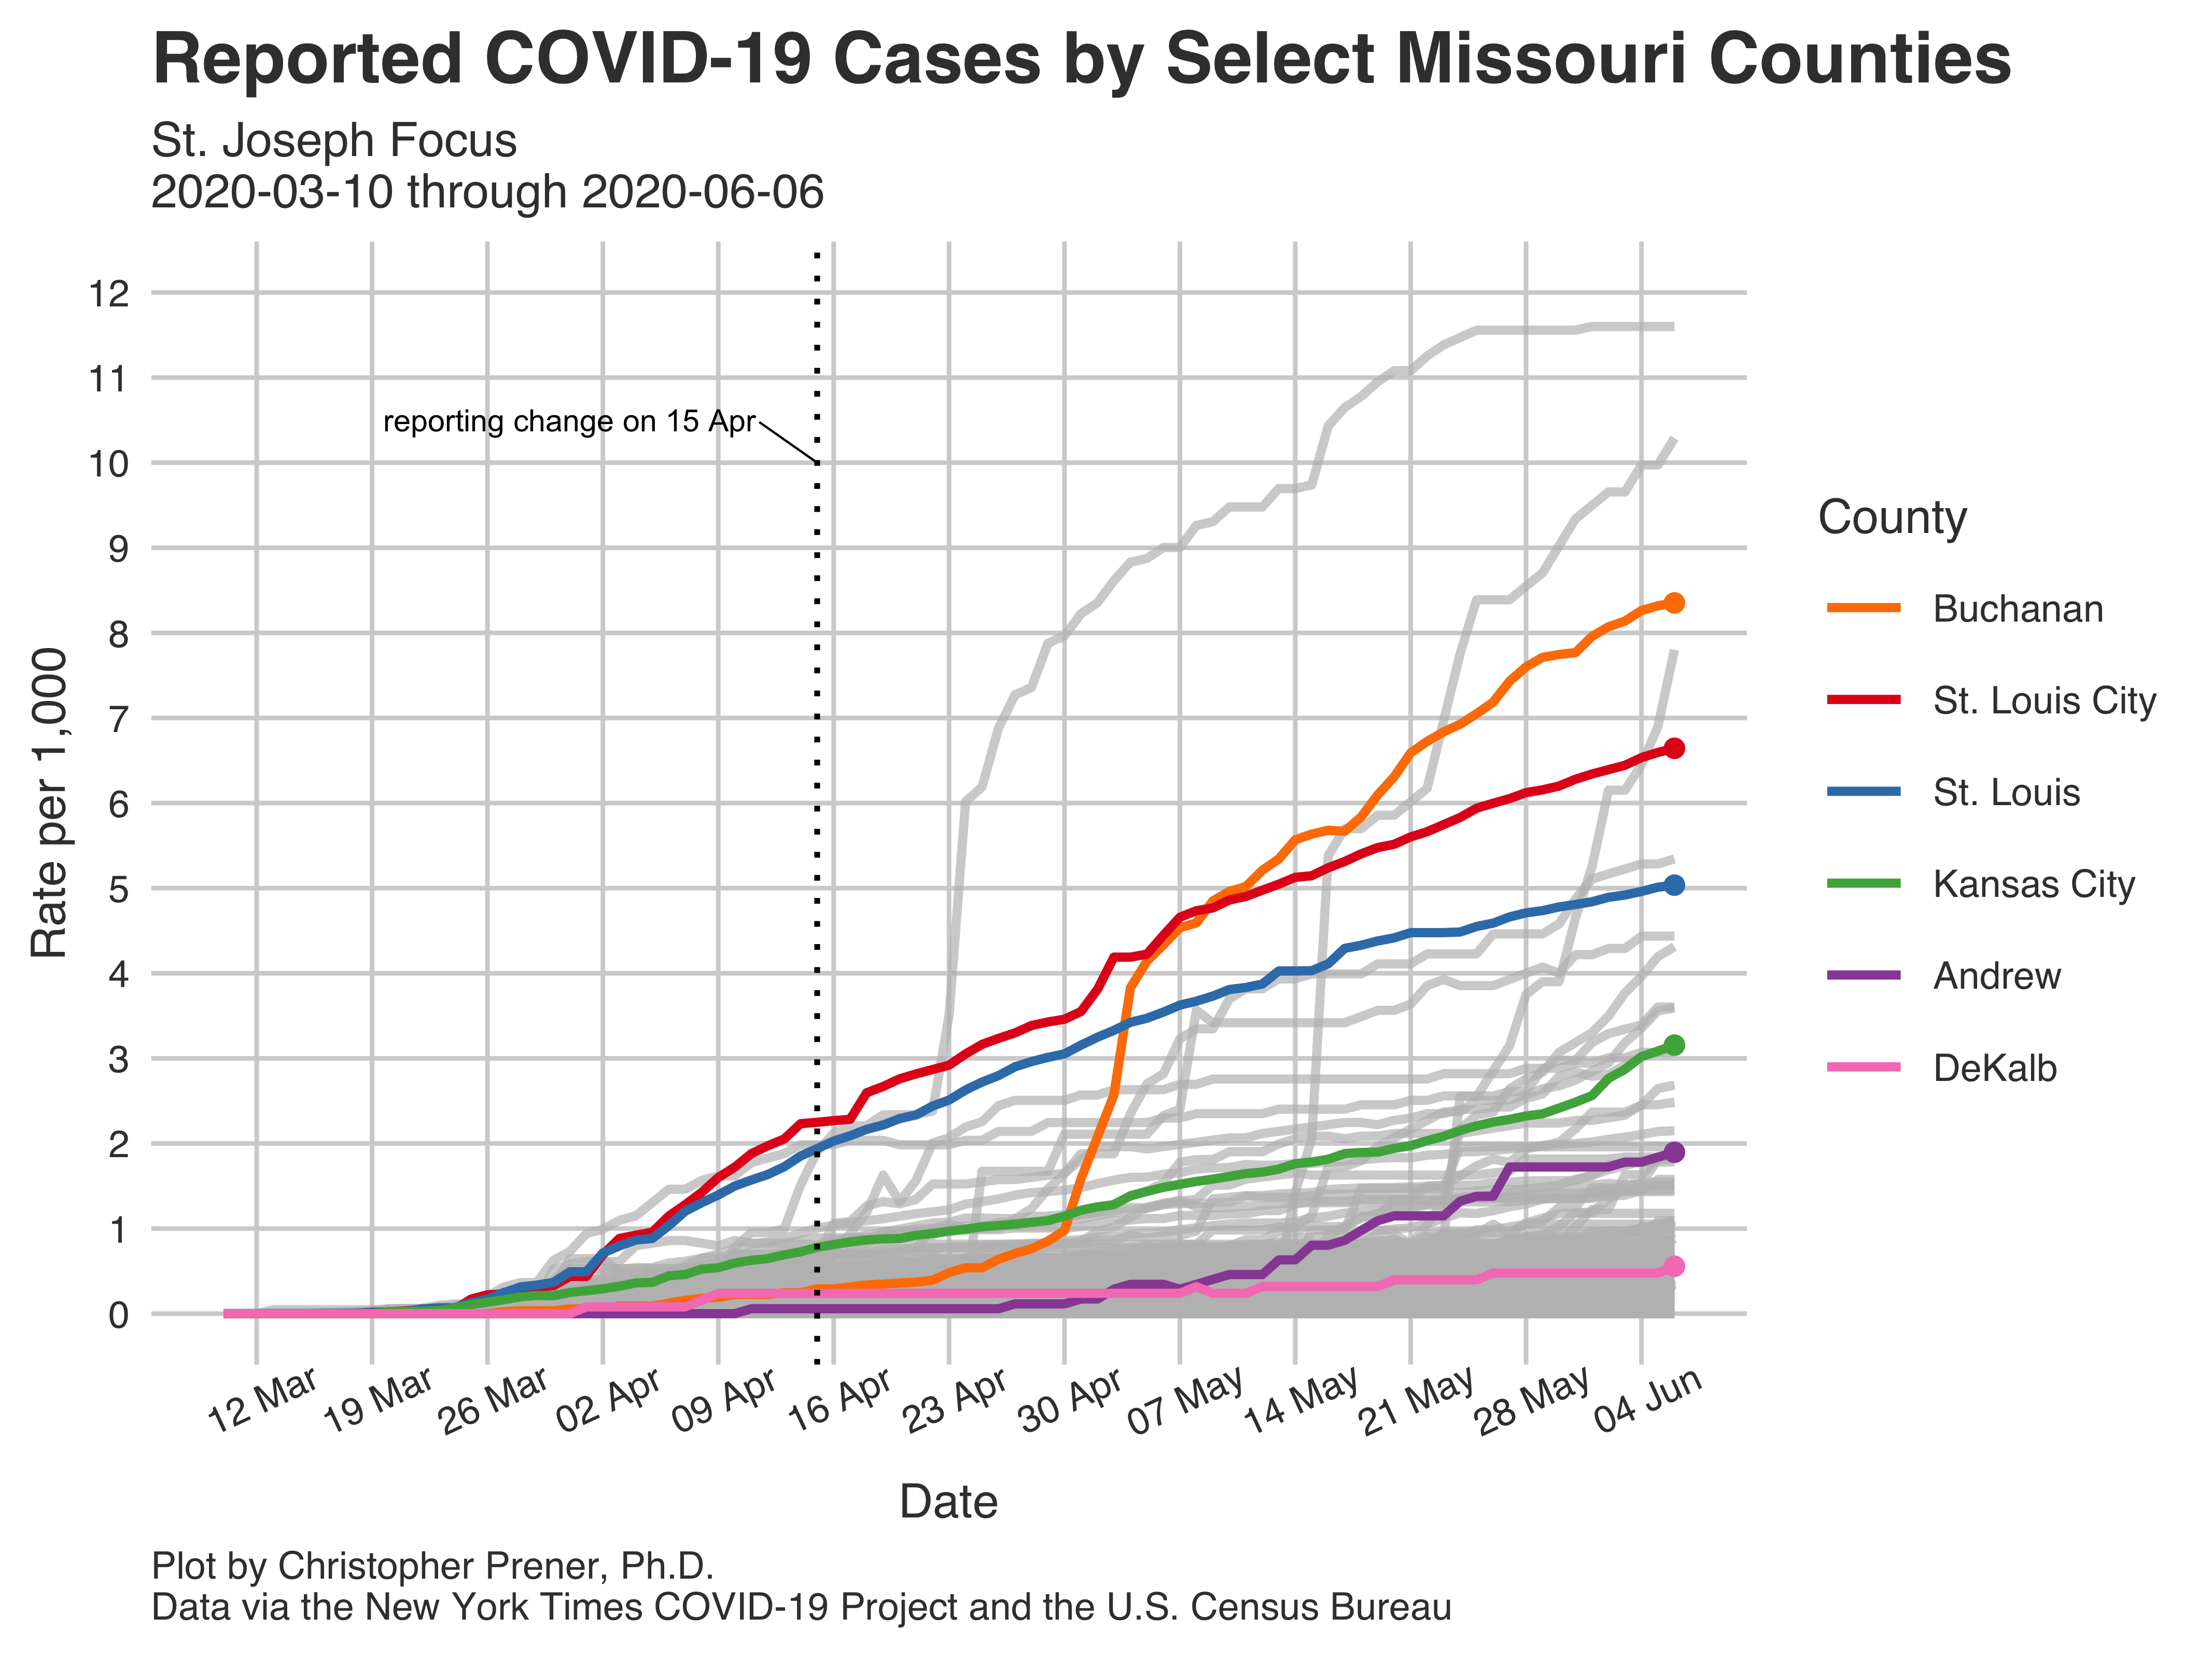 Reported COVID-19 Cases by Select Missouri Counties
St. Joseph Focus
2020-03-10 through 2020-06-06
12
11
10
9
8
7
6
5
4
3
2
1
0
Rate per 1,000
reporting change on 15 Apr
12 Mar
19 Mar
26 Mar
02 Apr
09 Apr
16 Apr
23 Apr
30 Apr
07 May
14 May
21 May
28 May
04 Jun
Date
County
Buchanan
St. Louis City
St. Louis
Kansas City
Andrew
DeKalb
Plot by Christopher Prener, Ph.D.
Data via the New York Times COVID-19 Project and the U.S. Census Bureau